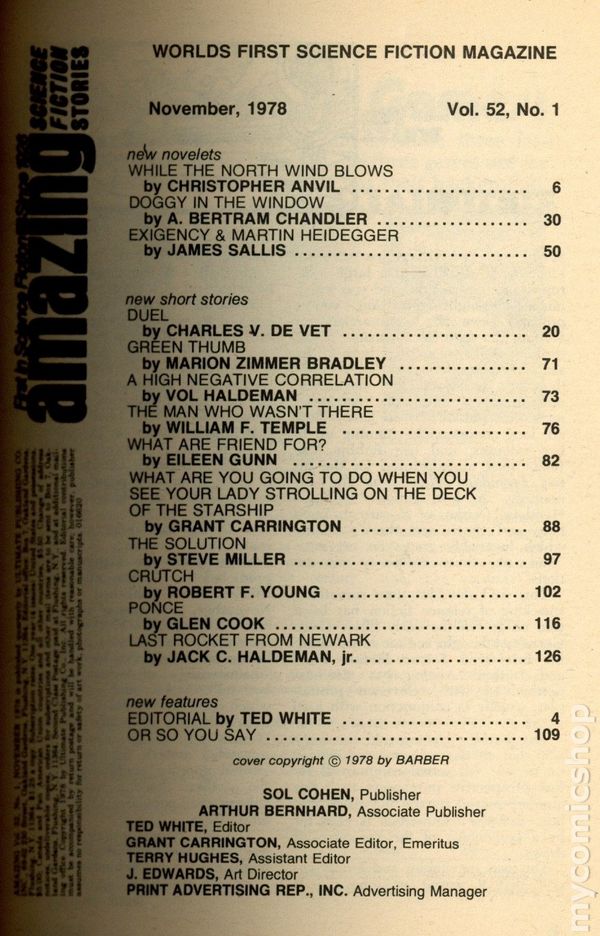 WORLDS FIRST SCIENCE FICTION MAGAZINE
November, 1978 Vol. 52, No. 1
First in Science Fiction Since 1926
amazing
SCIENCE
FICTION
STORIES
new novelets
WHILE THE NORTH WIND BLOWS
by CHRISTOPHER ANVIL ...................... 6
DOGGY IN THE WINDOW
by A. BERTRAM CHANDLER ................... 30
EXIGENCY & MARTIN HEIDEGGER
by JAMES SALLIS ............................. 50
new short stories
DUEL
by CHARLES V. DE VET ....................... 20
GREEN THUMB
by MARION ZIMMER BRADLEY ................ 71
A HIGH NEGATIVE CORRELATION
by VOL HALDEMAN ............................ 73
THE MAN WHO WASN'T THERE
by WILLIAM F. TEMPLE ....................... 76
WHAT ARE FRIEND FOR?
by EILEEN GUNN ............................. 82
WHAT ARE YOU GOING TO DO WHEN YOU
SEE YOUR LADY STROLLING ON THE DECK
OF THE STARSHIP
by GRANT CARRINGTON ...................... 88
THE SOLUTION
by STEVE MILLER ............................. 97
CRUTCH
by ROBERT F. YOUNG ........................ 102
PONCE
by GLEN COOK ............................... 116
LAST ROCKET FROM NEWARK
by JACK C. HALDEMAN, jr. .................... 126
new features
EDITORIAL by TED WHITE ....................... 4
OR SO YOU SAY ................................ 109
cover copyright © 1978 by BARBER
SOL COHEN, Publisher
ARTHUR BERNHARD, Associate Publisher
TED WHITE, Editor
GRANT CARRINGTON, Associate Editor, Emeritus
TERRY HUGHES, Assistant Editor
J. EDWARDS, Art Director
PRINT ADVERTISING REP., INC. Advertising Manager
mycomicshop